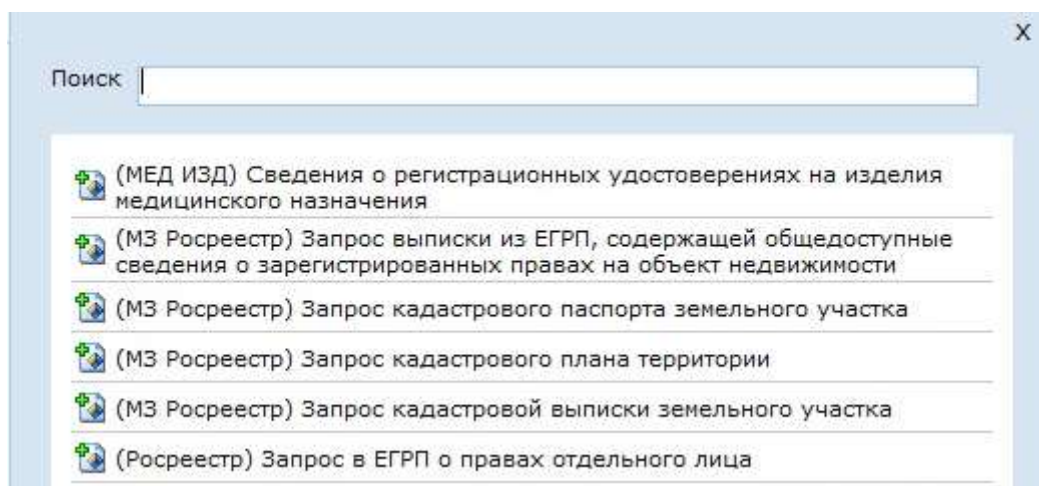 X
Поиск
(МЕД ИЗД) Сведения о регистрационных удостоверениях на изделия
медицинского назначения
(МЗ Росреестр) Запрос выписки из ЕГРП, содержащей общедоступные
сведения о зарегистрированных правах на объект недвижимости
(МЗ Росреестр) Запрос кадастрового паспорта земельного участка
(МЗ Росреестр) Запрос кадастрового плана территории
(МЗ Росреестр) Запрос кадастровой выписки земельного участка
(Росреестр) Запрос в ЕГРП о правах отдельного лица